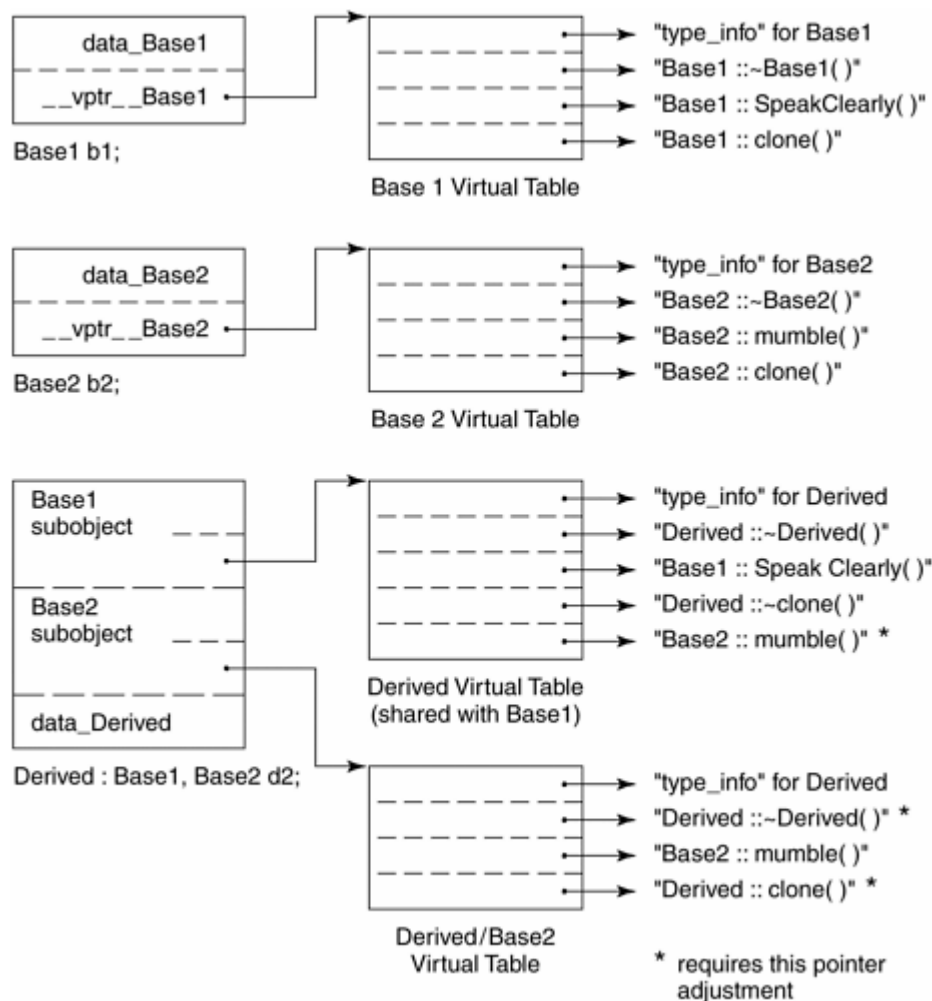 data_Base1
__vptr__Base1
Base1 b1;
"type_info" for Base1
"Base1 ::~Base1( )"
"Base1 :: SpeakClearly( )"
"Base1 :: clone( )"
Base 1 Virtual Table
data_Base2
__vptr__Base2
Base2 b2;
"type_info" for Base2
"Base2 ::~Base2( )"
"Base2 :: mumble( )"
"Base2 :: clone( )"
Base 2 Virtual Table
Base1
subobject
Base2
subobject
data_Derived
Derived : Base1, Base2 d2;
"type_info" for Derived
"Derived ::~Derived( )"
"Base1 :: Speak Clearly( )"
"Derived ::~clone( )"
"Base2 :: mumble( )" *
Derived Virtual Table
(shared with Base1)
"type_info" for Derived
"Derived ::~Derived( )" *
"Base2 :: mumble( )"
"Derived :: clone( )" *
Derived/Base2
Virtual Table
* requires this pointer
adjustment